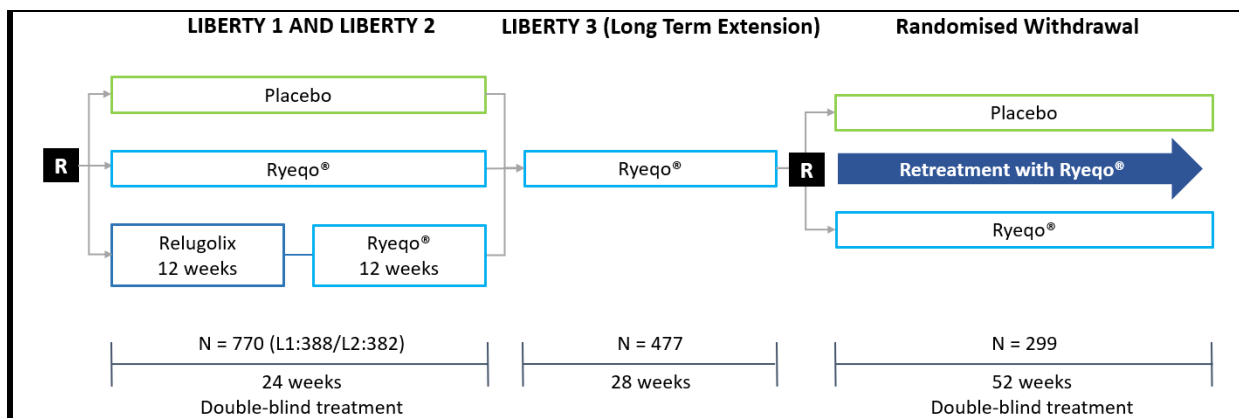 LIBERTY 1 AND LIBERTY 2
LIBERTY 3 (Long Term Extension)
Randomised Withdrawal
R
Placebo
Ryeqo®
Relugolix
12 weeks
Ryeqo®
12 weeks
Ryeqo®
R
Placebo
Retreatment with Ryeqo®
Ryeqo®
N = 770 (L1:388/L2:382)
24 weeks
Double-blind treatment
N = 477
28 weeks
N = 299
52 weeks
Double-blind treatment